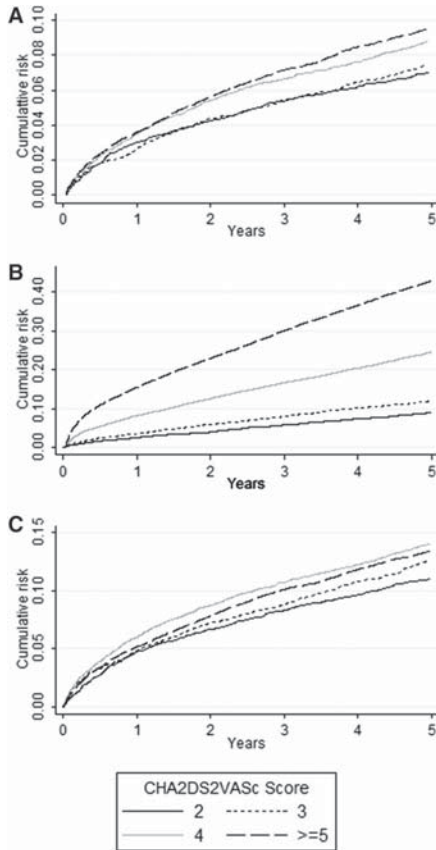 A
Cumulattive risk
0.00 0.02 0.04 0.06 0.08 0.10
0 1 2 3 4 5
Years
B
Cumulative risk
0.00 0.10 0.20 0.30 0.40
0 1 2 3 4 5
Years
C
Cumulative risk
0.00 0.05 0.10 0.15
0 1 2 3 4 5
Years
CHA2DS2VASc Score
2 3
4 >=5